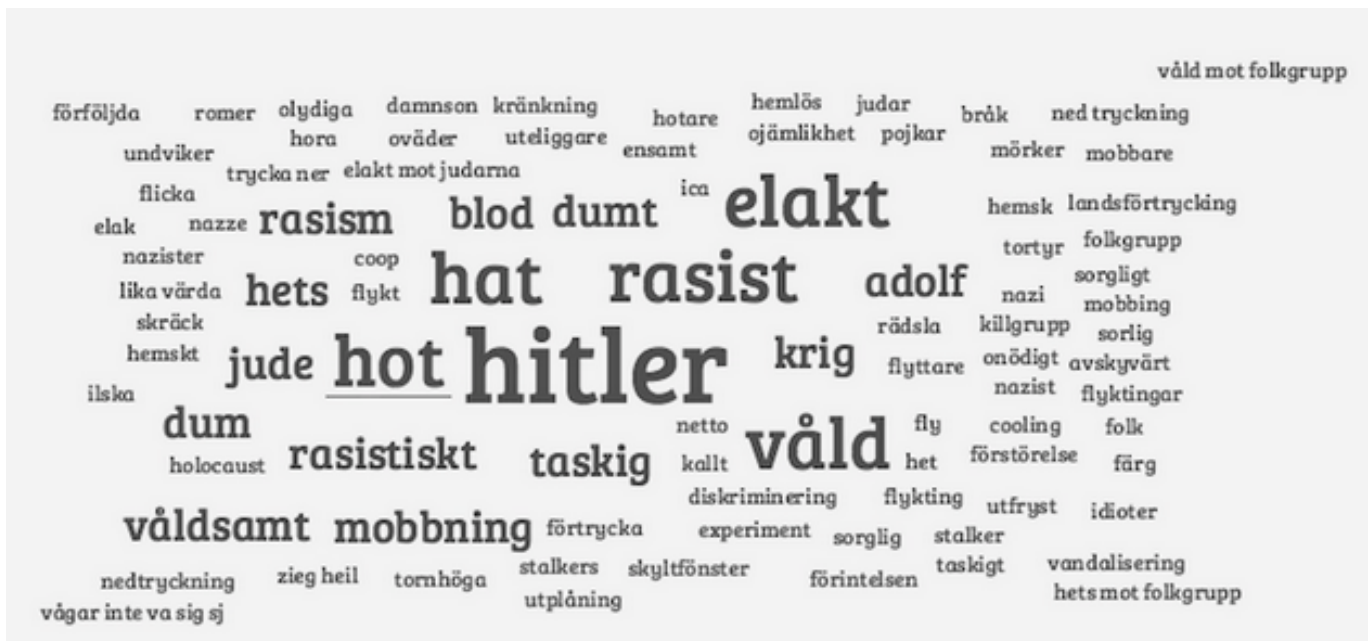 våld mot folkgrupp
förföljda romer olydiga damnson kränkning hotare hemlös judar bråk ned tryckning
undviker hora oväder uteliggare ensamt ojämlikhet pojkar mörker mobbare
trycka ner elakt mot judarna
flicka ica elakt hemsk landsförtrycking
elak nazze rasism blod dumt tortyr folkgrupp
nazister coop hat rasist adolf sorgligt
lika värda hets flykt nazi mobbing
skräck rädsla killgrupp sorlig
hemskt jude hot hitler krig flyttare onödigt avskyvärt
ilska nazist flyktingar
dum netto våld fly cooling folk
holocaust rasistiskt taskig kallt het förstörelse färg
diskriminering flykting utfryst idioter
våldsamt mobbning förtrycka experiment sorglig stalker
nedtryckning zieg heil tornhöga stalkers skyltfönster förintelsen taskigt vandalisering
vågar inte va sig sj utplåning hets mot folkgrupp